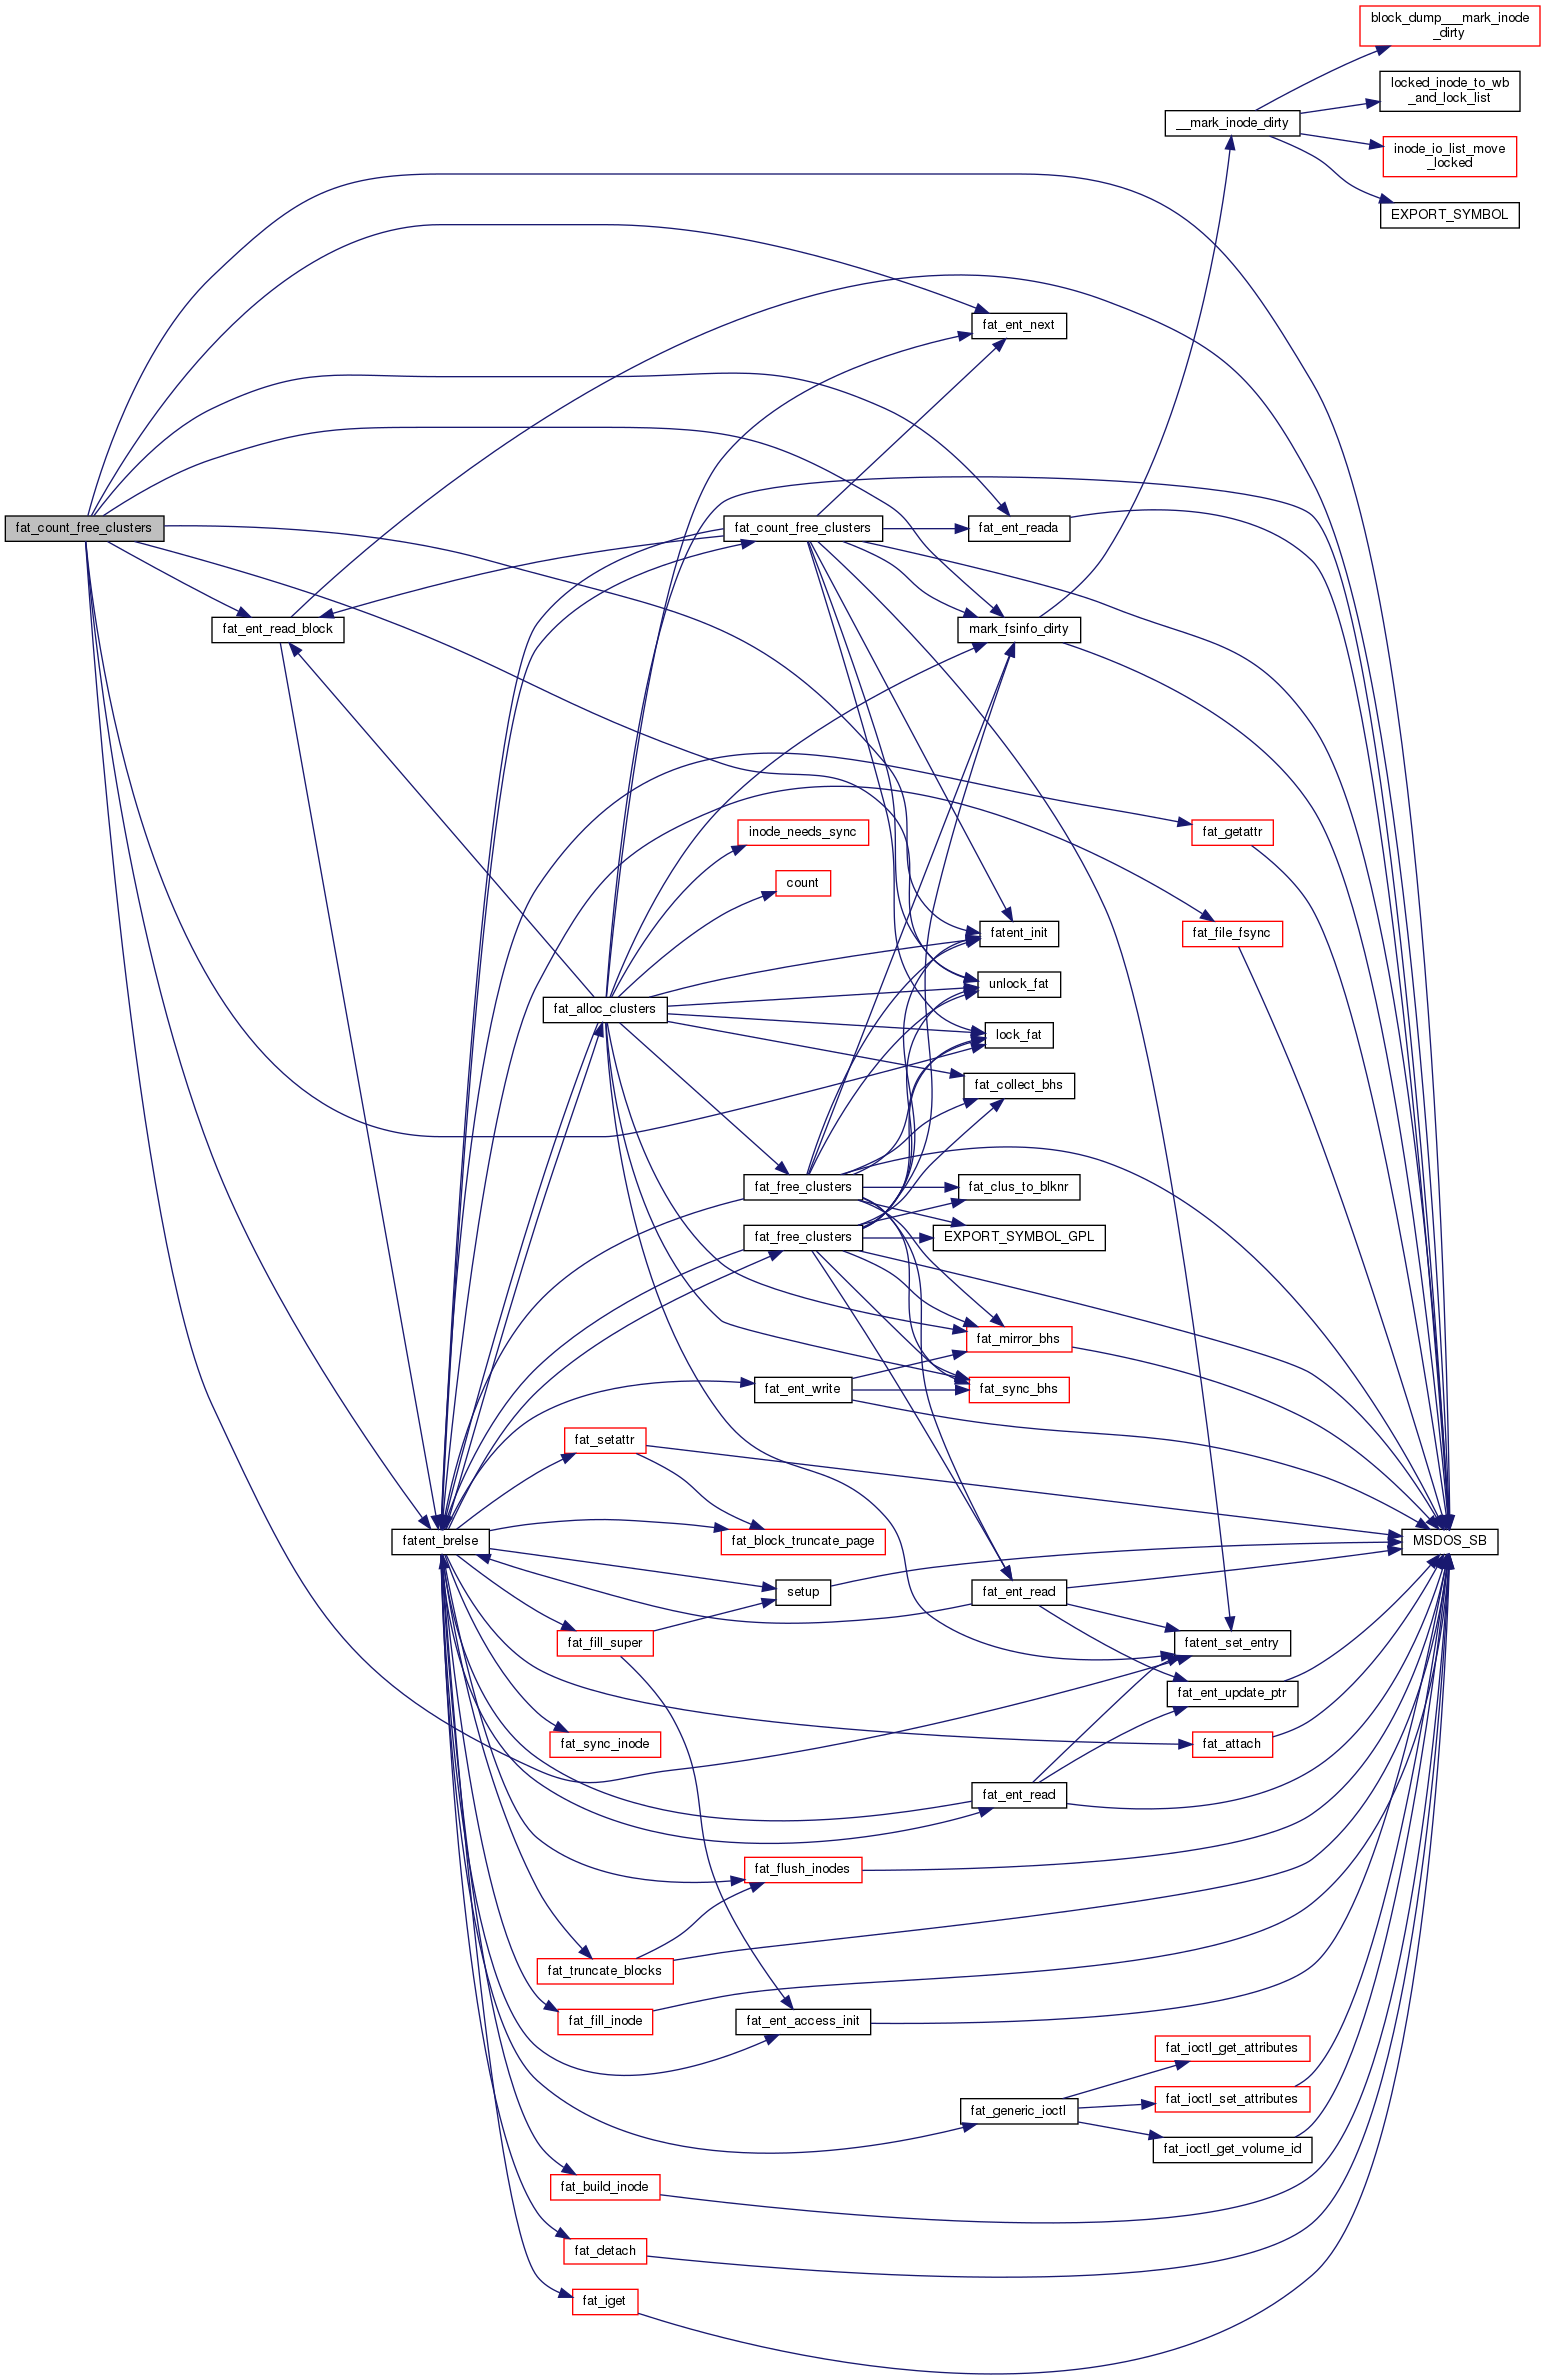 block_dump___mark_inode
_dirty
locked_inode_to_wb
_and_lock_list
__mark_inode_dirty
inode_io_list_move
_locked
EXPORT_SYMBOL
fat_ent_next
fat_count_free_clusters
fat_count_free_clusters
fat_ent_reada
fat_ent_read_block
mark_fsinfo_dirty
inode_needs_sync
fat_getattr
count
fatent_init
fat_file_fsync
unlock_fat
fat_alloc_clusters
lock_fat
fat_collect_bhs
fat_free_clusters
fat_clus_to_blknr
fat_free_clusters
EXPORT_SYMBOL_GPL
fat_mirror_bhs
fat_ent_write
fat_sync_bhs
fat_setattr
fatent_brelse
fat_block_truncate_page
MSDOS_SB
setup
fat_ent_read
fat_fill_super
fatent_set_entry
fat_ent_update_ptr
fat_sync_inode
fat_attach
fat_ent_read
fat_flush_inodes
fat_truncate_blocks
fat_fill_inode
fat_ent_access_init
fat_ioctl_get_attributes
fat_ioctl_set_attributes
fat_generic_ioctl
fat_ioctl_get_volume_id
fat_build_inode
fat_detach
fat_iget